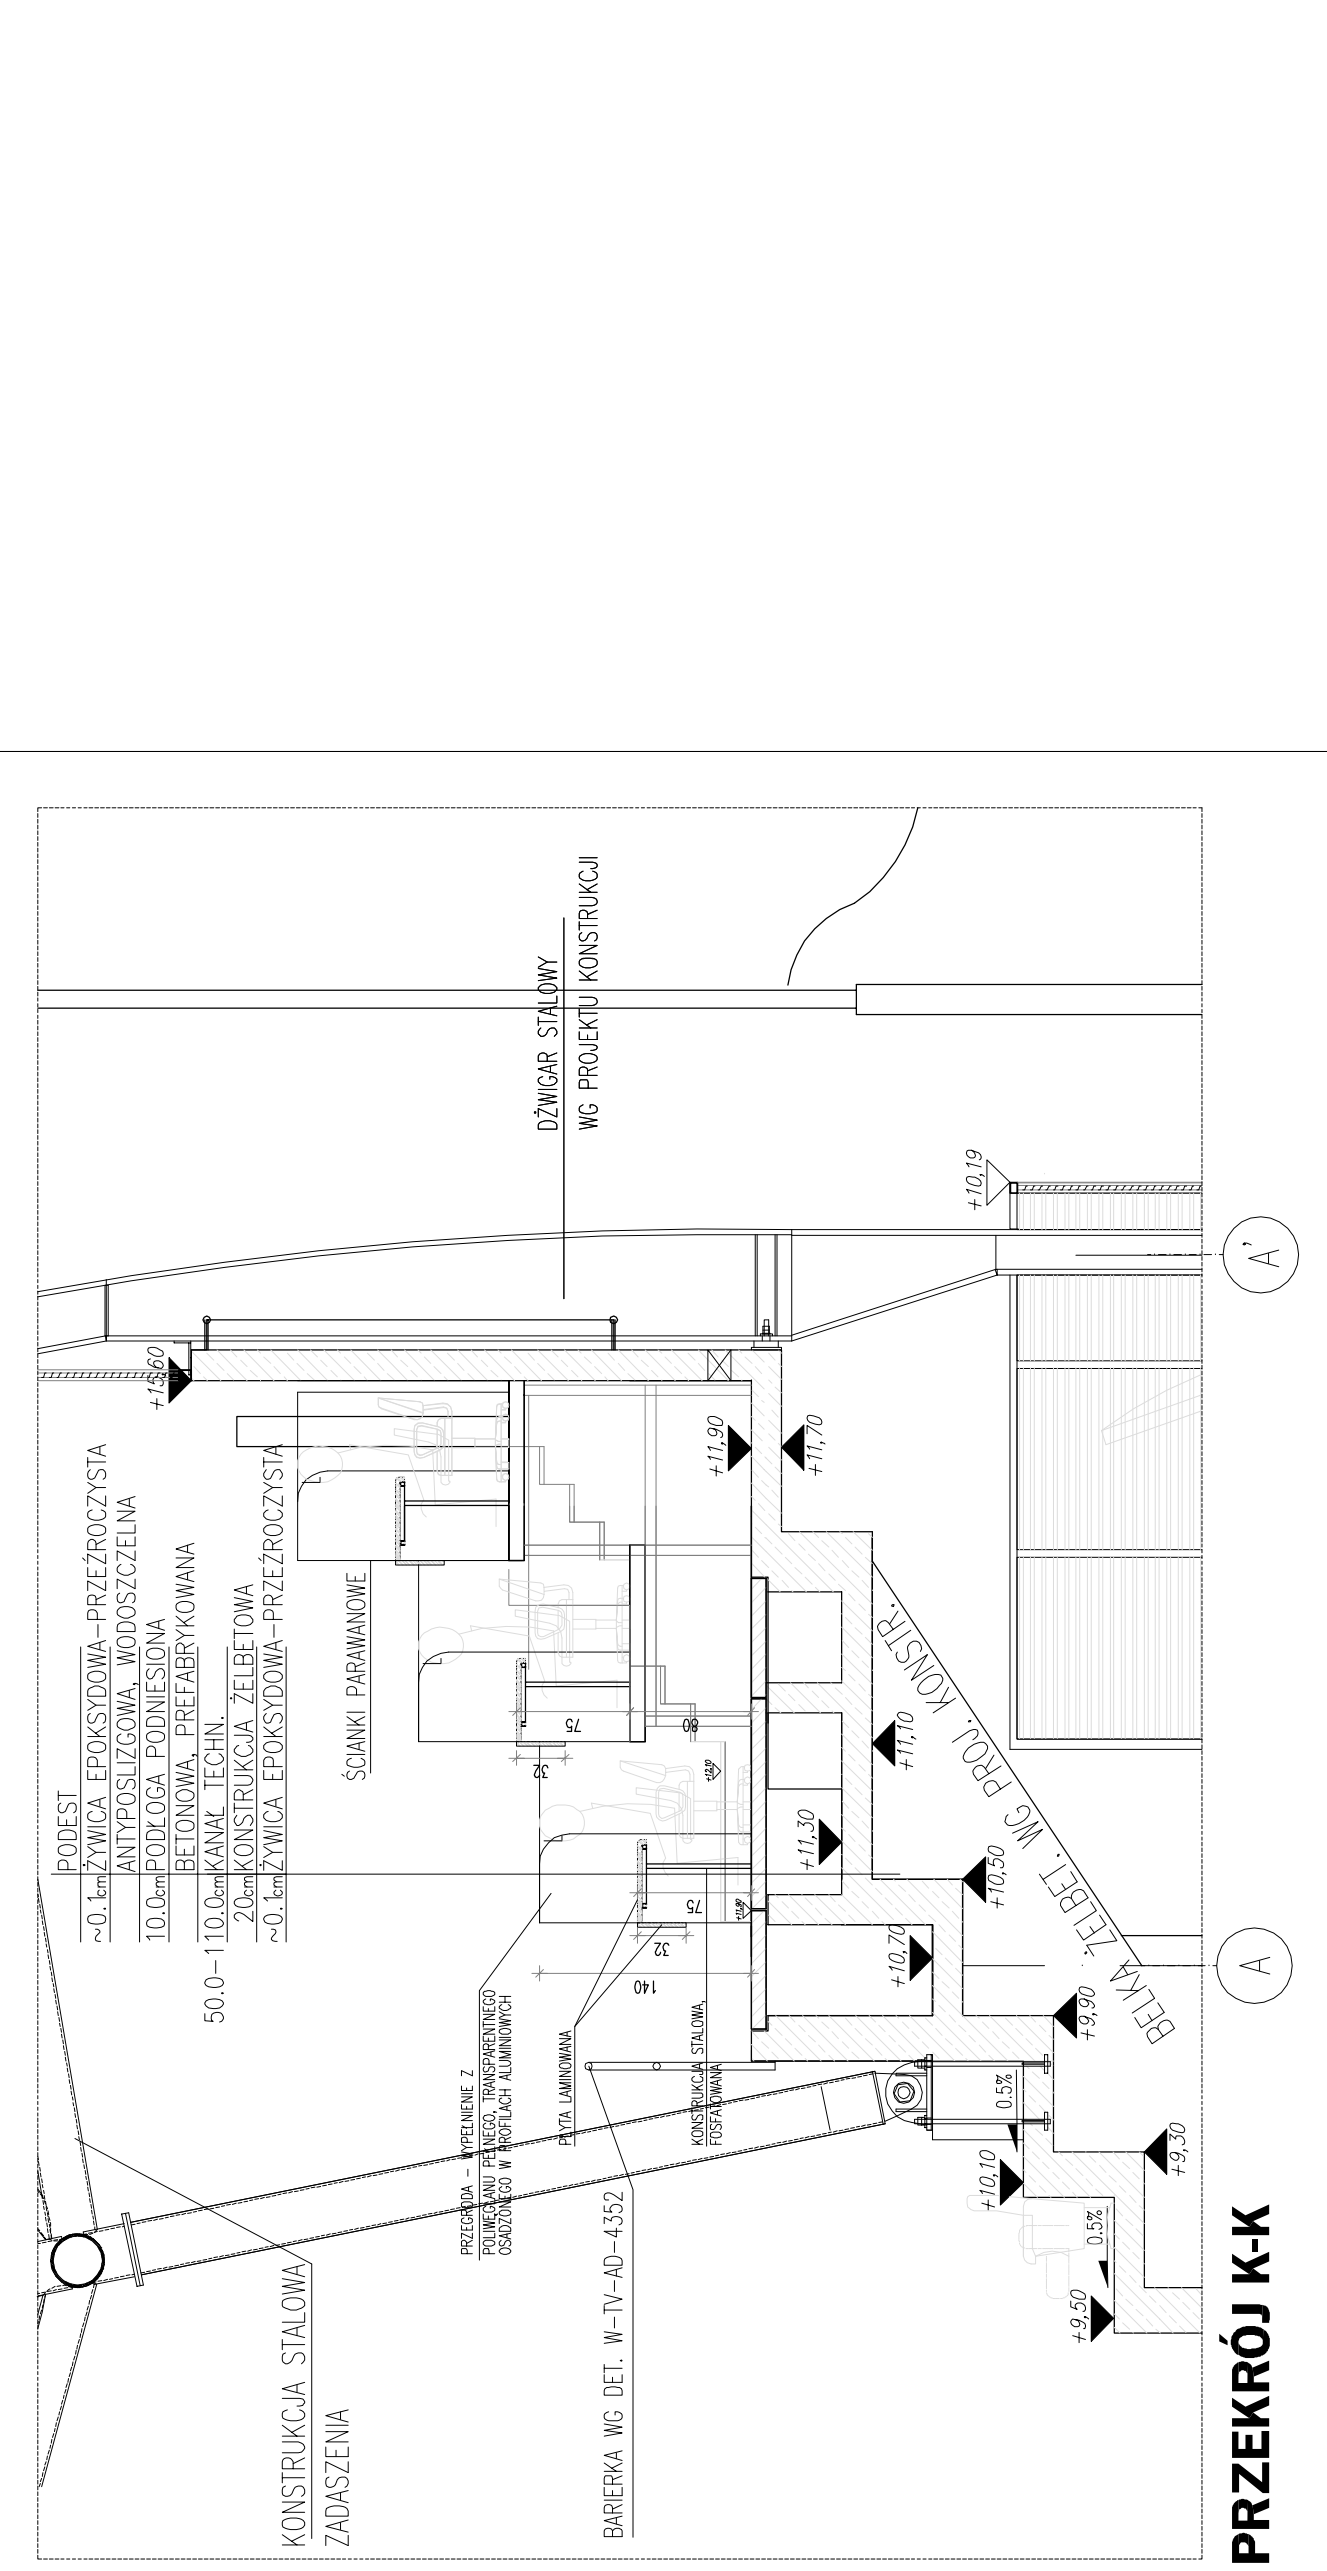 PODEST
~0.1cm ŻYWICA EPOKSYDOWA-PRZEŹROCZYSTA
ANTYPOSLIZGOWA, WODOSZCZELNA
10.0cm PODŁOGA PODNIESIONA
BETONOWA, PREFABRYKOWANA
50.0-110.0cm KANAŁ TECHN.
20cm KONSTRUKCJA ŻELBETOWA
~0.1cm ŻYWICA EPOKSYDOWA-PRZEŹROCZYSTA
+15,60
KONSTRUKCJA STALOWA
ZADASZENIA
ŚCIANKI PARAWANOWE
PRZEGRODA - WYPEŁNIENIE Z
POLIWĘGLANU PEŁNEGO, TRANSPARENTNEGO
OSADZONEGO W PROFILACH ALUMINIOWYCH
DŻWIGAR STALOWY
WG PROJEKTU KONSTRUKCJI
PŁYTA LAMINOWANA
BARIERKA WG DET. W-TV-AD-4352
KONSTRUKCJA STALOWA,
FOSFATOWANA
32
75
80
140
32
75
+12,10
+11,90
+11,90
+11,70
+11,30
+11,10
+10,70
+10,50
+10,19
+10,10
+9,90
+9,50
+9,30
0.5%
0.5%
BELKA ŻELBET. WG PROJ. KONSTR.
A
A'
PRZEKRÓJ K-K